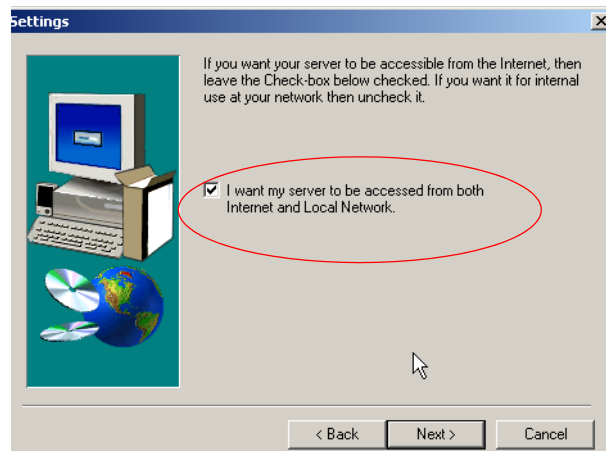 Settings
If you want your server to be accessible from the Internet, then
leave the Check-box below checked. If you want it for internal
use at your network then uncheck it.
I want my server to be accessed from both
Internet and Local Network.
< Back
Next >
Cancel